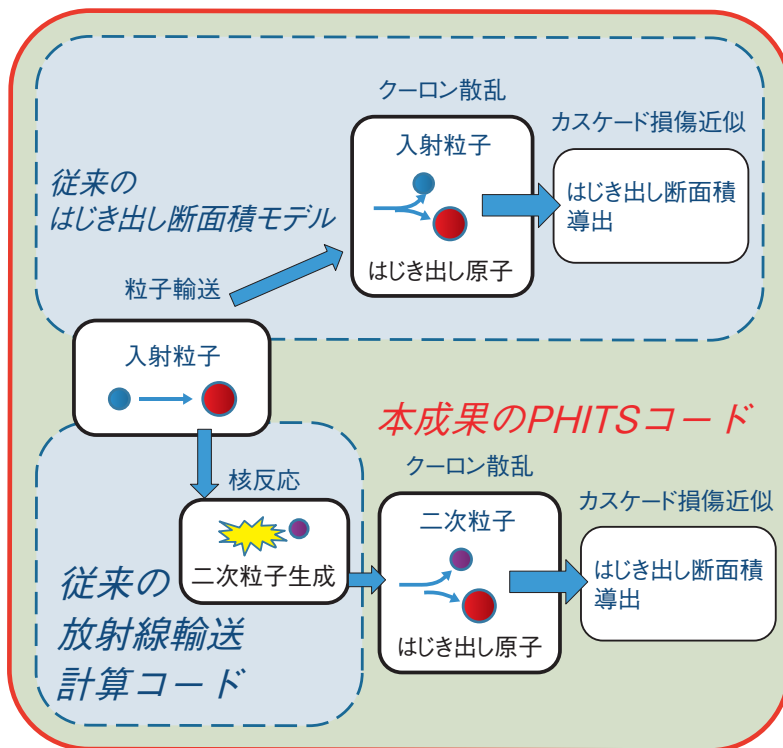 クーロン散乱
カスケード損傷近似
入射粒子
はじき出し断面積
導出
はじき出し原子
従来の
はじき出し断面積モデル
粒子輸送
入射粒子
本成果のPHITSコード
核反応
二次粒子生成
従来の
放射線輸送
計算コード
クーロン散乱
カスケード損傷近似
二次粒子
はじき出し断面積
導出
はじき出し原子